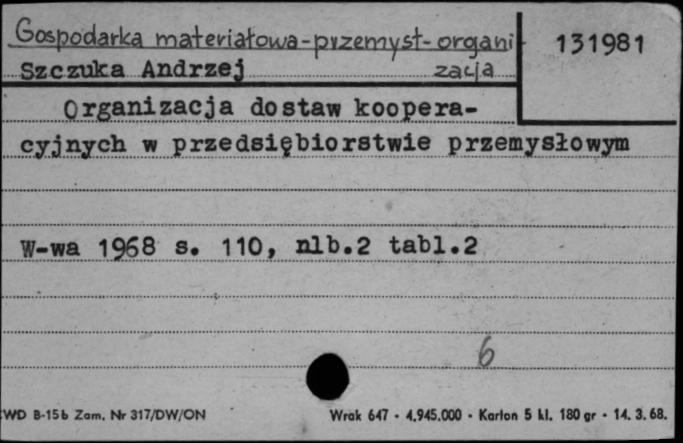 Gospodarka materiałowa-przemysł-organi
131981
Szczuka Andrzej
zacja
Organizacja dostaw koopera-
cyjnych w przedsiębiorstwie przemysłowym
W-wa 1968 s. 110, nlb.2 tabl.2
6
WD B-15b Zam. Nr 317/DW/ON
Wrak 647 - 4.945.000 - Karton 5 kl. 180 gr - 14. 3. 68.